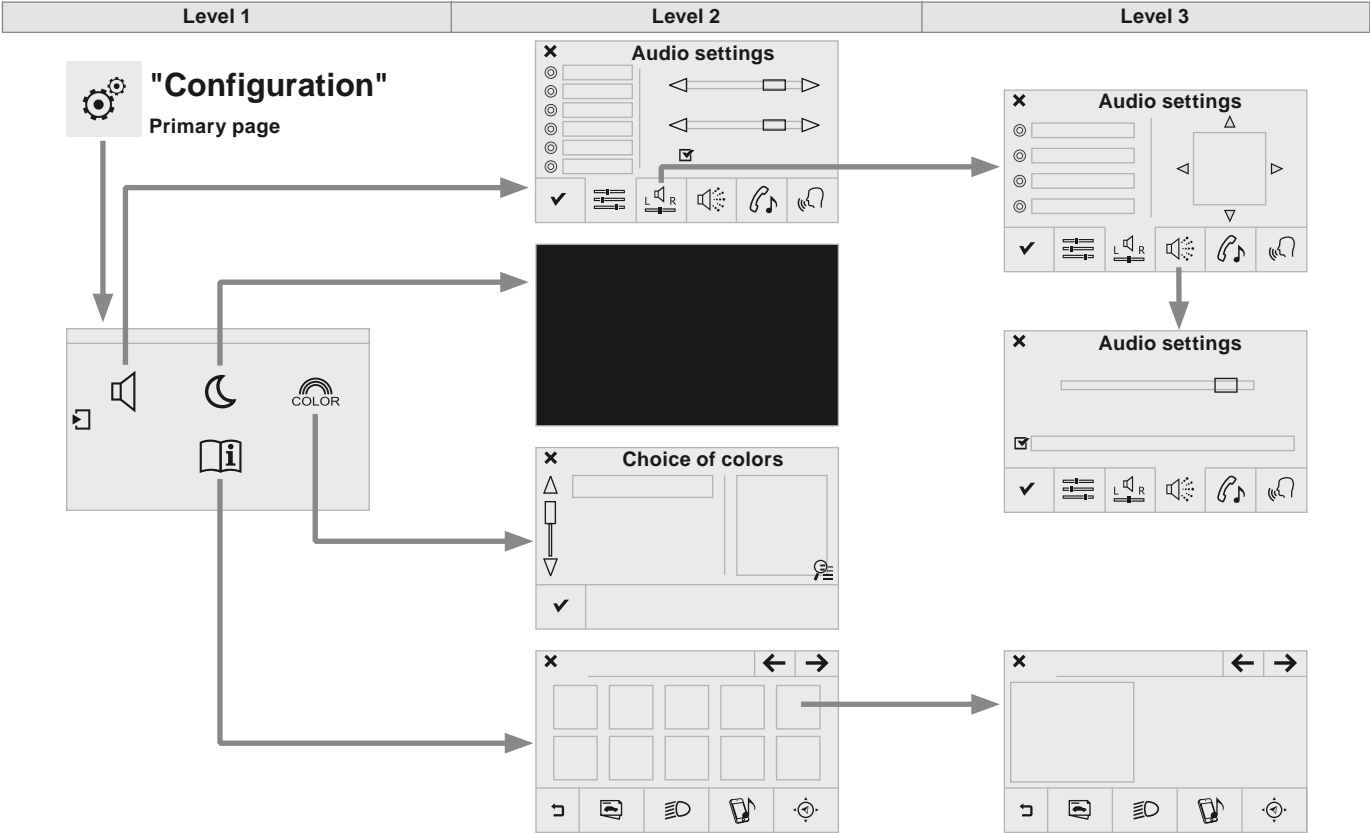 Level 1
Level 2
Level 3
"Configuration"
Primary page
Audio settings
L R
Audio settings
L R
Audio settings
L R
COLOR
i
Choice of colors